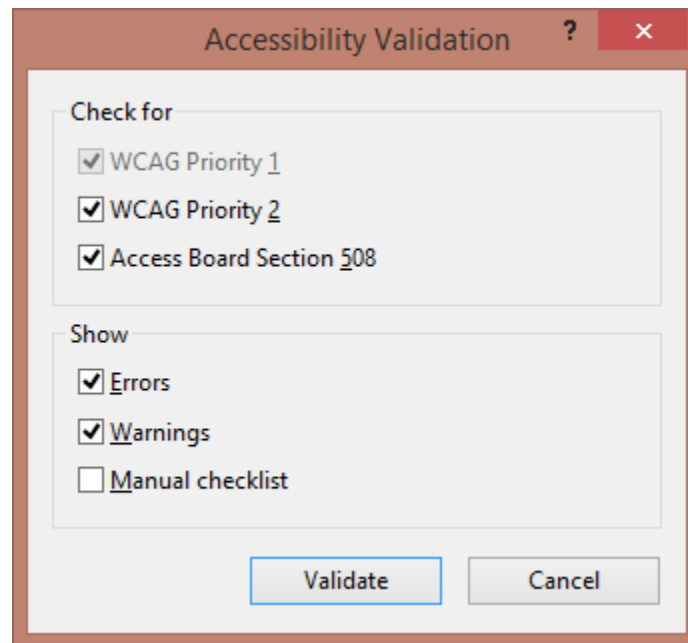 Accessibility Validation ?
Check for
WCAG Priority 1
WCAG Priority 2
Access Board Section 508
Show
Errors
Warnings
Manual checklist
Validate Cancel